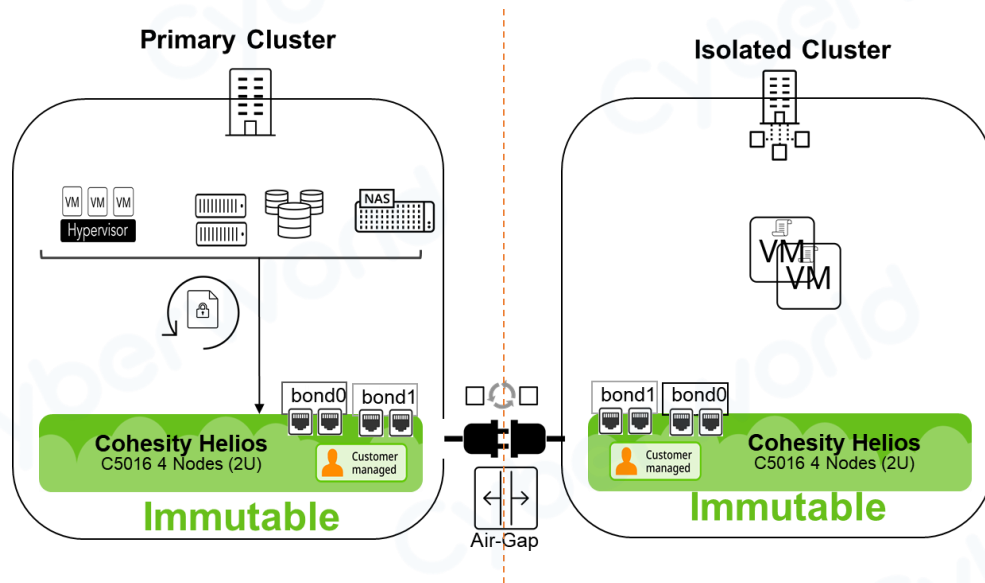 Primary Cluster
Isolated Cluster
VM VM VM
Hypervisor
NAS
VM
VM
bond0 bond1
Cohesity Helios
C5016 4 Nodes (2U)
Customer
managed
Immutable
Air-Gap
bond1 bond0
Cohesity Helios
C5016 4 Nodes (2U)
Customer
managed
Immutable
Cyberworld